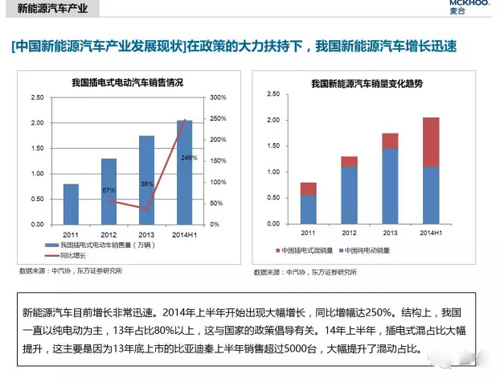 新能源汽车产业
MCKHOO
麦合
[中国新能源汽车产业发展现状]在政策的大力扶持下，我国新能源汽车增长迅速
我国插电式电动汽车销售情况
2.50 300%
250%
2.00
200%
1.50
150%
1.00
100%
0.50
50%
0.00 0%
67% 38% 248%
2011 2012 2013 2014H1
我国插电式电动车销售量（万辆）
同比增长
数据来源：中汽协，东方证券研究所
我国新能源汽车销量变化趋势
2.50
2.00
1.50
1.00
0.50
0.00
2011 2012 2013 2014H1
中国插电式混销量 中国纯电动销量
数据来源：中汽协，东方证券研究所
新能源汽车目前增长非常迅速。2014年上半年开始出现大幅增长，同比增幅达250%。结构上，我国
一直以纯电动为主，13年占比80%以上，这与国家的政策倡导有关。14年上半年，插电式混占比大幅
提升，这主要是因为13年底上市的比亚迪秦上半年销售超过5000台，大幅提升了混动占比。